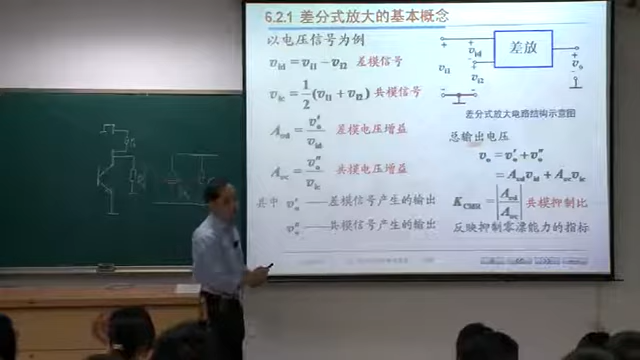 6.2.1 差分式放大的基本概念
以电压信号为例
v_id = v_i1 − v_i2 差模信号
v_ic = 1/2 (v_i1 + v_i2) 共模信号
A_vd = v'_o / v_id 差模电压增益
A_vc = v''_o / v_ic 共模电压增益
其中 v'_o ——差模信号产生的输出
v''_o ——共模信号产生的输出
差放
+ + + +
v_id
v_i1
v_i2
v_o
− − −
差分式放大电路结构示意图
总输出电压
v_o = v'_o + v''_o
= A_vd v_id + A_vc v_ic
K_CMR = |A_vd / A_vc| 共模抑制比
反映抑制零漂能力的指标